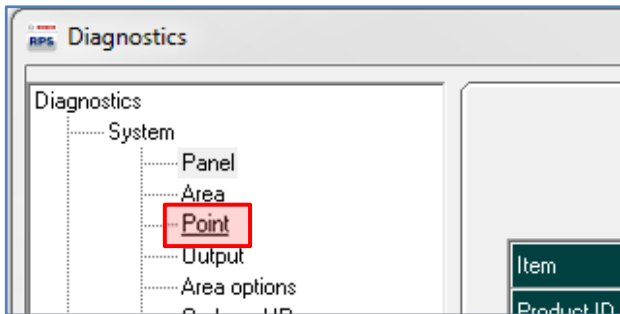 RPS Diagnostics
Diagnostics
System
Panel
Area
Point
Output
Area options
Item
Product ID